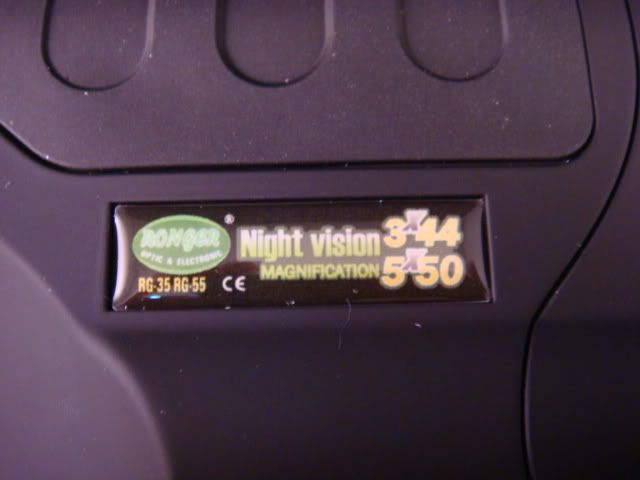 RONGER ®
OPTIC & ELECTRONIC
RG-35 RG-55 CE
Night vision 3X44
MAGNIFICATION 5X50